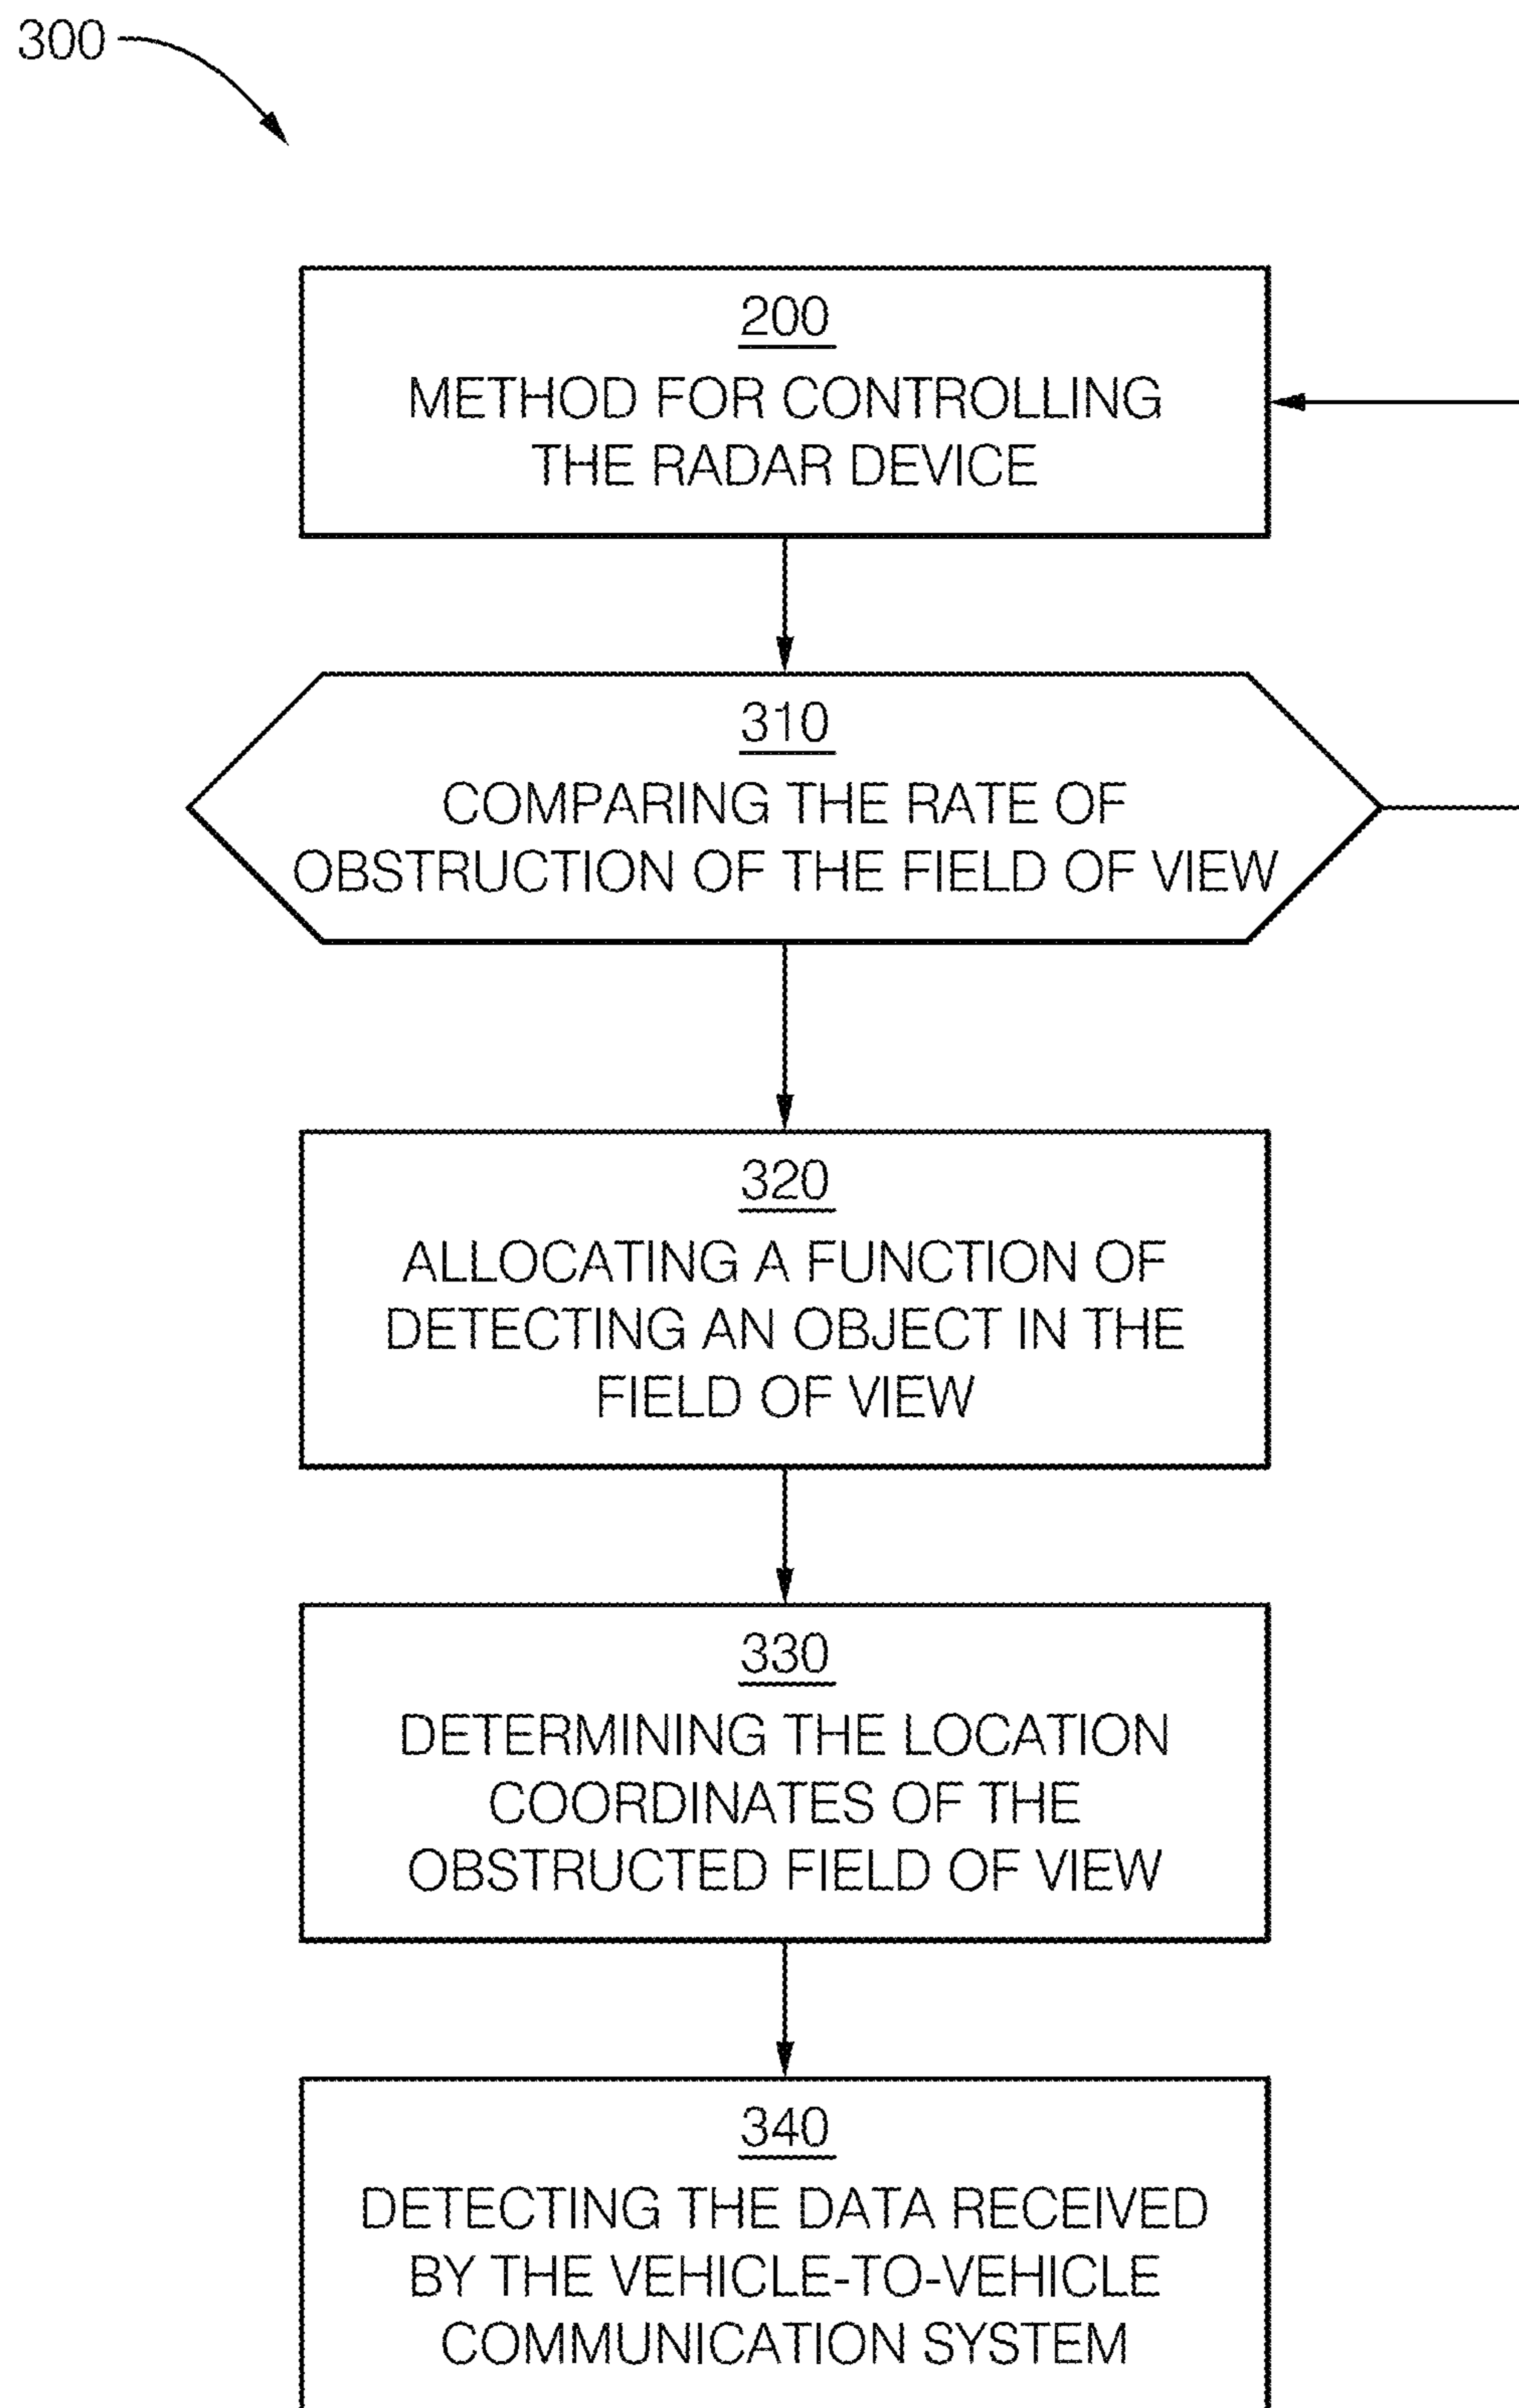 300
200
METHOD FOR CONTROLLING
THE RADAR DEVICE
310
COMPARING THE RATE OF
OBSTRUCTION OF THE FIELD OF VIEW
320
ALLOCATING A FUNCTION OF
DETECTING AN OBJECT IN THE
FIELD OF VIEW
330
DETERMINING THE LOCATION
COORDINATES OF THE
OBSTRUCTED FIELD OF VIEW
340
DETECTING THE DATA RECEIVED
BY THE VEHICLE-TO-VEHICLE
COMMUNICATION SYSTEM